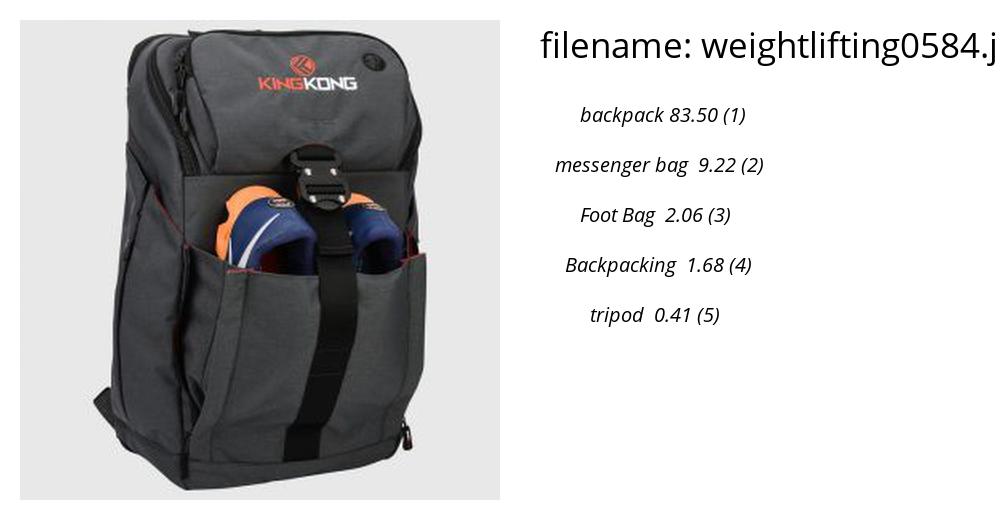 KINGKONG
filename: weightlifting0584.j
backpack 83.50 (1)
messenger bag 9.22 (2)
Foot Bag 2.06 (3)
Backpacking 1.68 (4)
tripod 0.41 (5)